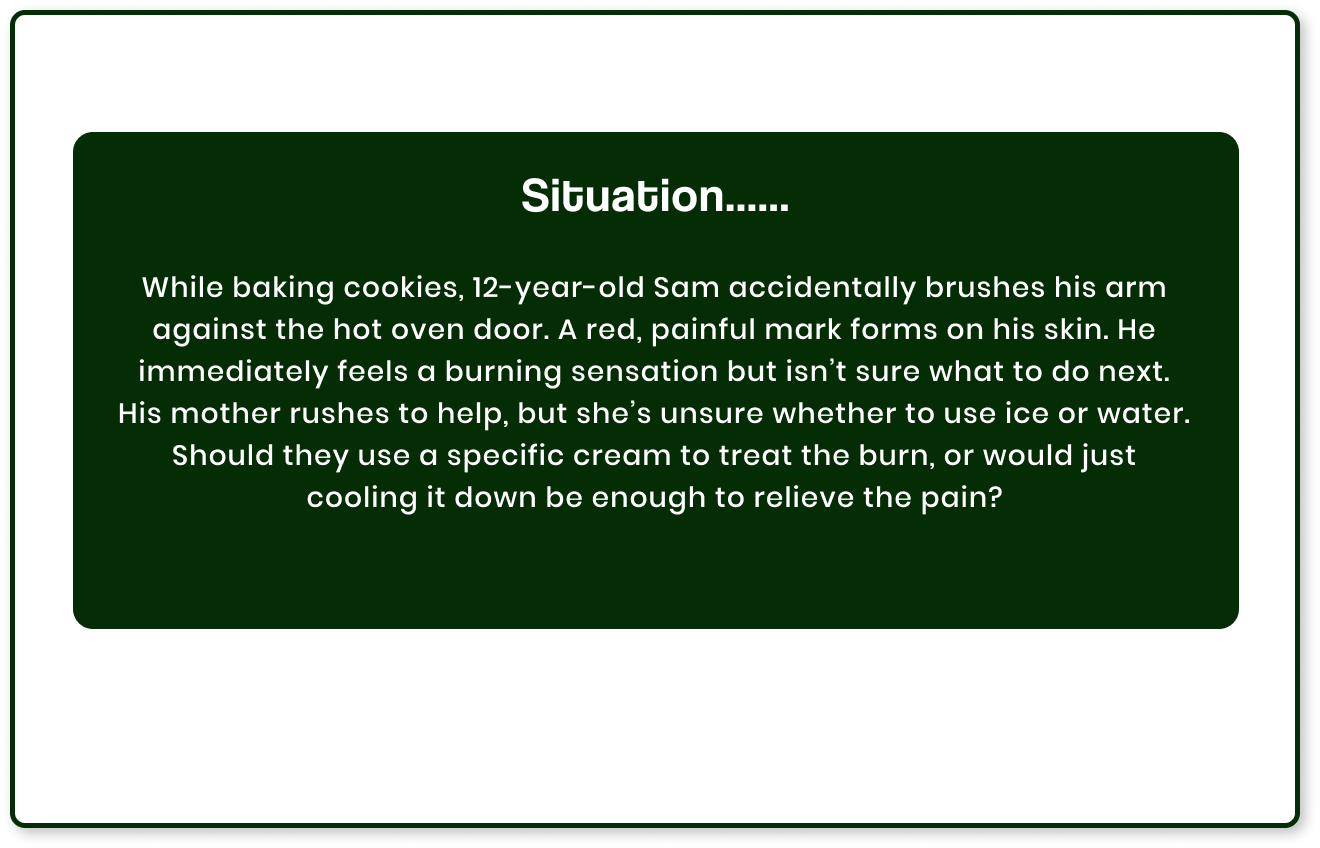 Situation......
While baking cookies, 12-year-old Sam accidentally brushes his arm
against the hot oven door. A red, painful mark forms on his skin. He
immediately feels a burning sensation but isn’t sure what to do next.
His mother rushes to help, but she’s unsure whether to use ice or water.
Should they use a specific cream to treat the burn, or would just
cooling it down be enough to relieve the pain?